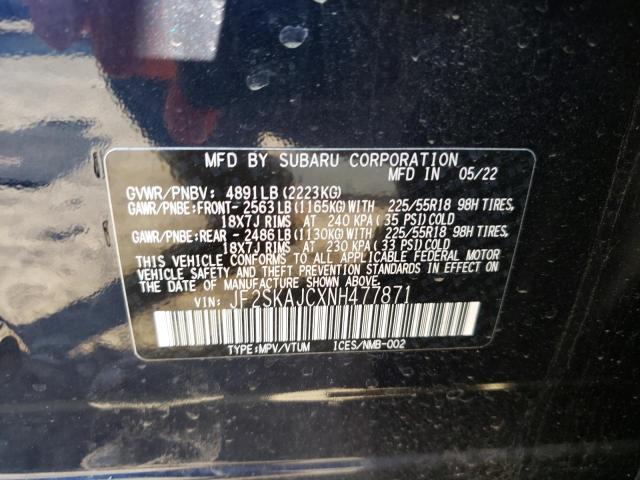 MFD BY SUBARU CORPORATION
MFD IN 05/22
GVWR/PNBV: 4891LB(2223KG)
GAWR/PNBE:FRONT-2563LB(1165KG)WITH 225/55R18 98H TIRES,
18X7J RIMS AT 240 KPA(35 PSI)COLD
GAWR/PNBE:REAR-2486LB(1130KG)WITH 225/55R18 98H TIRES,
18X7J RIMS AT 230 KPA(33 PSI)COLD
THIS VEHICLE CONFORMS TO ALL APPLICABLE FEDERAL MOTOR
VEHICLE SAFETY AND THEFT PREVENTION STANDARDS IN EFFECT ON
THE DATE OF MANUFACTURE SHOWN ABOVE.
VIN: JF2SKAJCXNH477871
TYPE:MPV/VTUM ICES/NMB-002